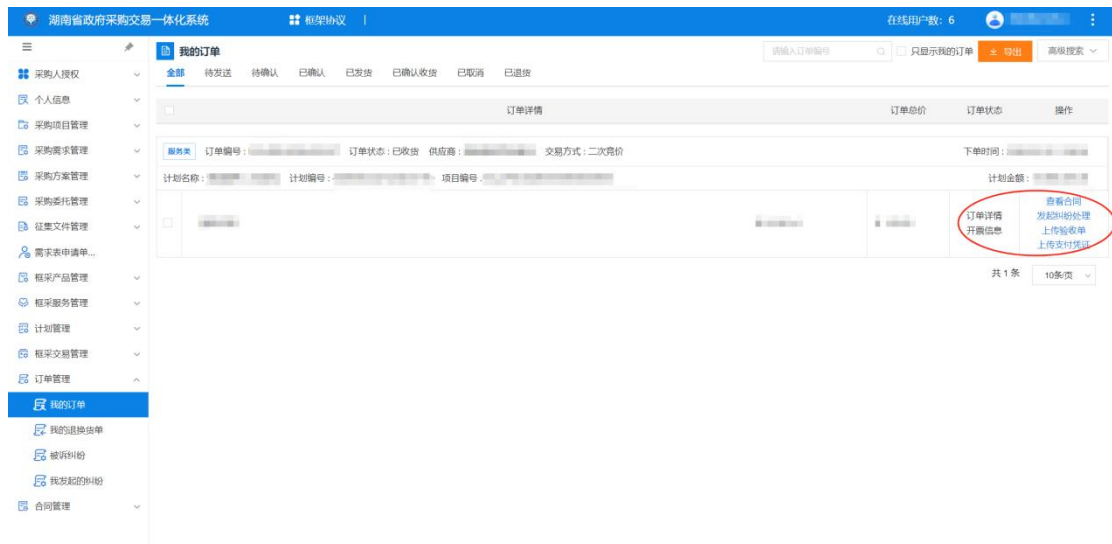 湖南省政府采购交易一体化系统
框架协议
在线用户数：6
采购人授权
个人信息
采购项目管理
采购需求管理
采购方案管理
采购委托管理
征集文件管理
需求表申请单...
框采产品管理
框采服务管理
计划管理
框采交易管理
订单管理
我的订单
我的退换货单
被诉纠纷
我发起的纠纷
合同管理
我的订单
请输入订单编号 只显示我的订单 导出 高级搜索
全部 待发送 待确认 已确认 已发货 已确认收货 已取消 已退货
订单详情 订单总价 订单状态 操作
服务类 订单编号： 订单状态：已收货 供应商： 交易方式：二次竞价 下单时间：
计划名称： 计划编号： 项目编号： 计划金额：
查看合同
订单详情 发起纠纷处理
开票信息 上传验收单
上传支付凭证
共 1 条 10条/页